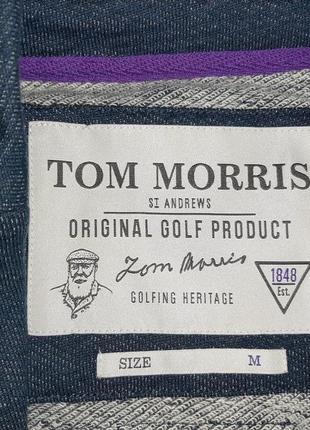 TOM MORRIS
ST ANDREWS
ORIGINAL GOLF PRODUCT
Tom Morris
GOLFING HERITAGE
1848
Est.
SIZE M